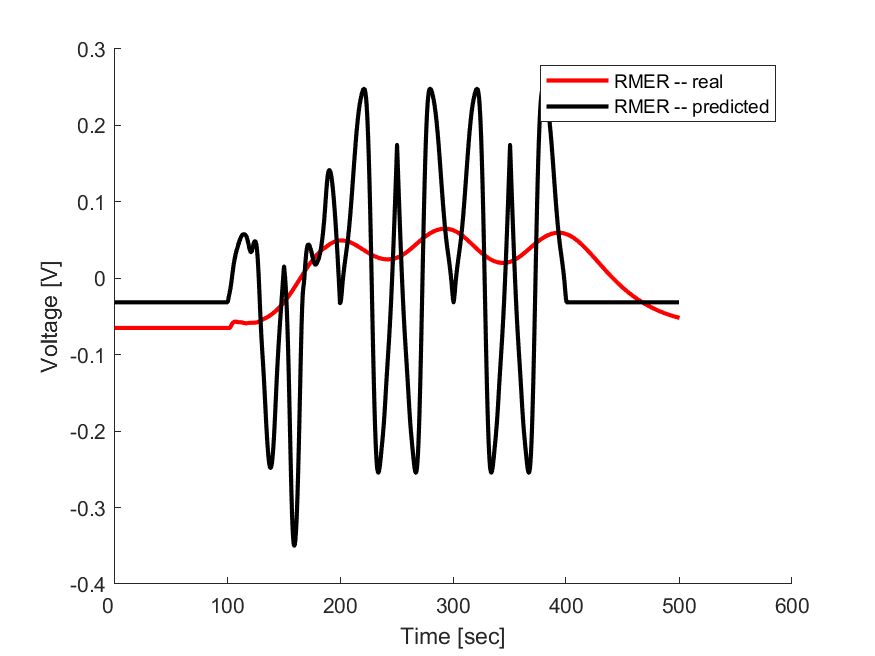 0.3
0.2
0.1
0
-0.1
-0.2
-0.3
-0.4
Voltage [V]
RMER -- real
RMER -- predicted
0 100 200 300 400 500 600
Time [sec]